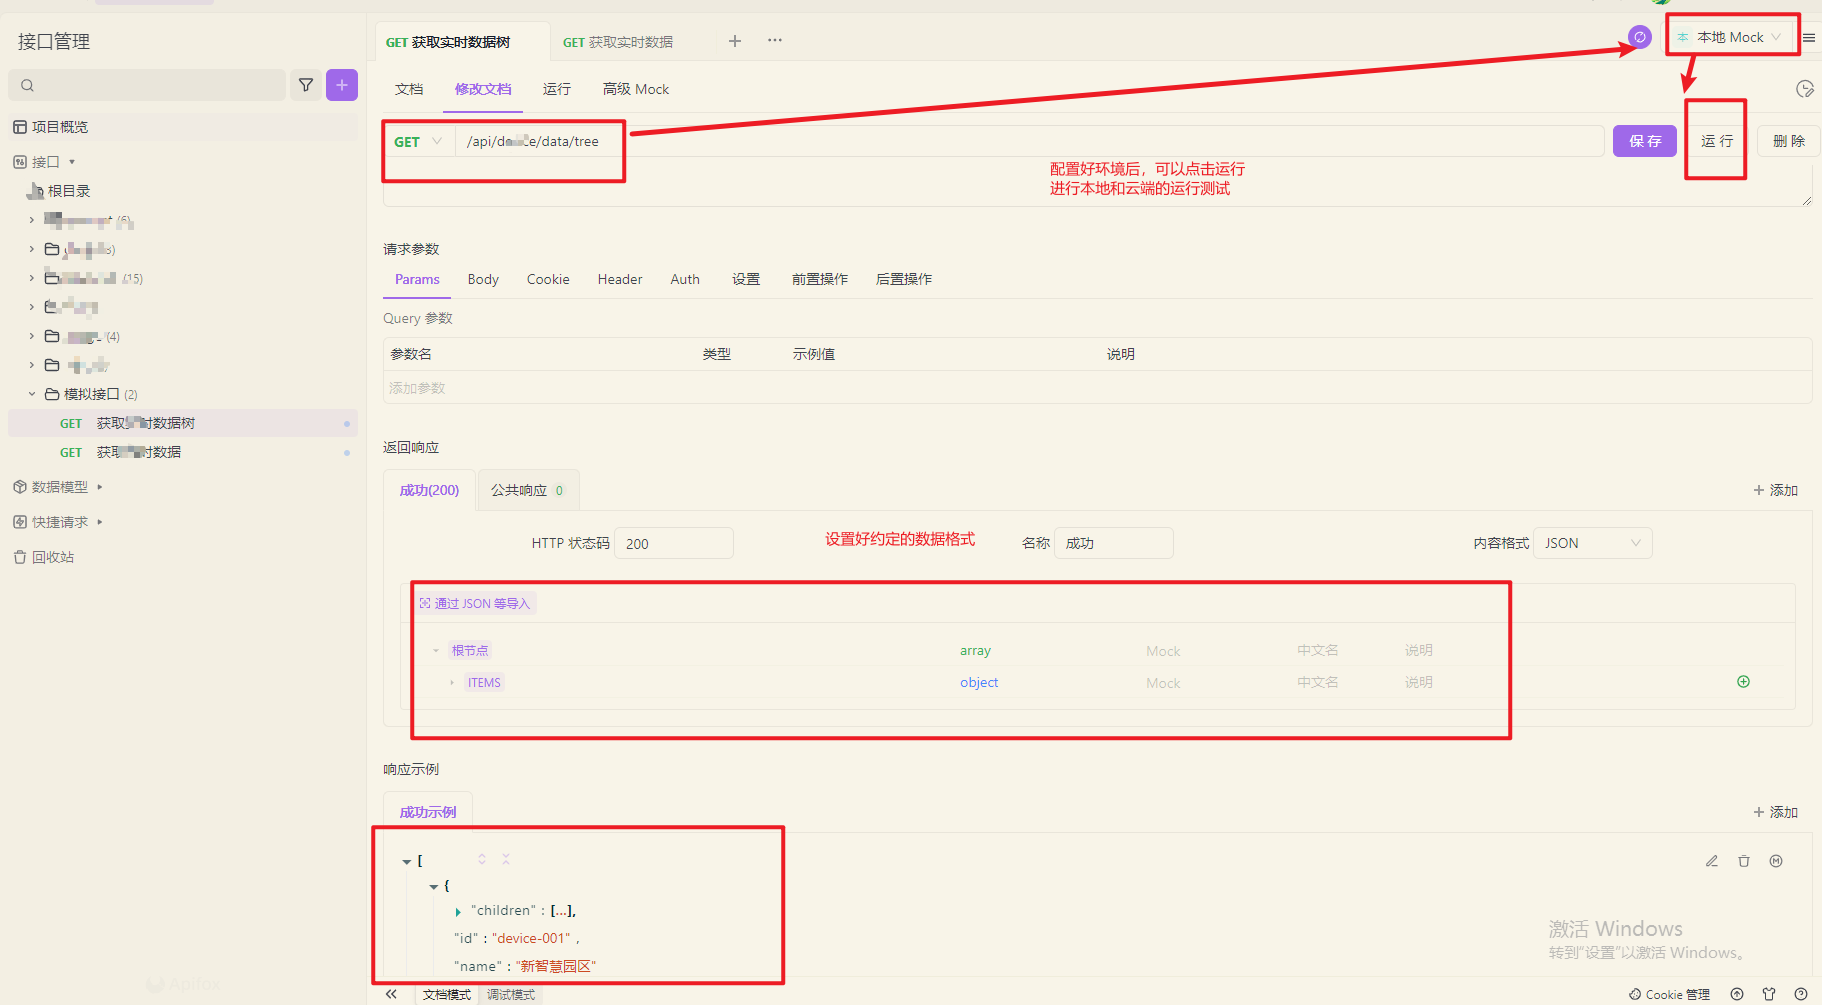 接口管理
GET 获取实时数据树
GET 获取实时数据
本 本地 Mock
文档
修改文档
运行
高级 Mock
项目概览
GET
/api/de
ce/data/tree
保 存
运 行
删 除
接口
配置好环境后，可以点击运行
进行本地和云端的运行测试
根目录
(6)
请求参数
3)
Params
Body
Cookie
Header
Auth
设置
前置操作
后置操作
(15)
Query 参数
(4)
参数名
类型
示例值
说明
添加参数
模拟接口 (2)
GET 获取
时数据树
GET 获取
时数据
返回响应
数据模型
成功(200)
公共响应 0
添加
快捷请求
HTTP 状态码
200
设置好约定的数据格式
名称
成功
内容格式
JSON
回收站
通过 JSON 等导入
根节点
array
Mock
中文名
说明
ITEMS
object
Mock
中文名
说明
响应示例
成功示例
添加
[
{
"children" : [...],
"id" : "device-001" ,
"name" : "新智慧园区"
激活 Windows
转到"设置"以激活 Windows。
Apifox
文档模式
调试模式
Cookie 管理